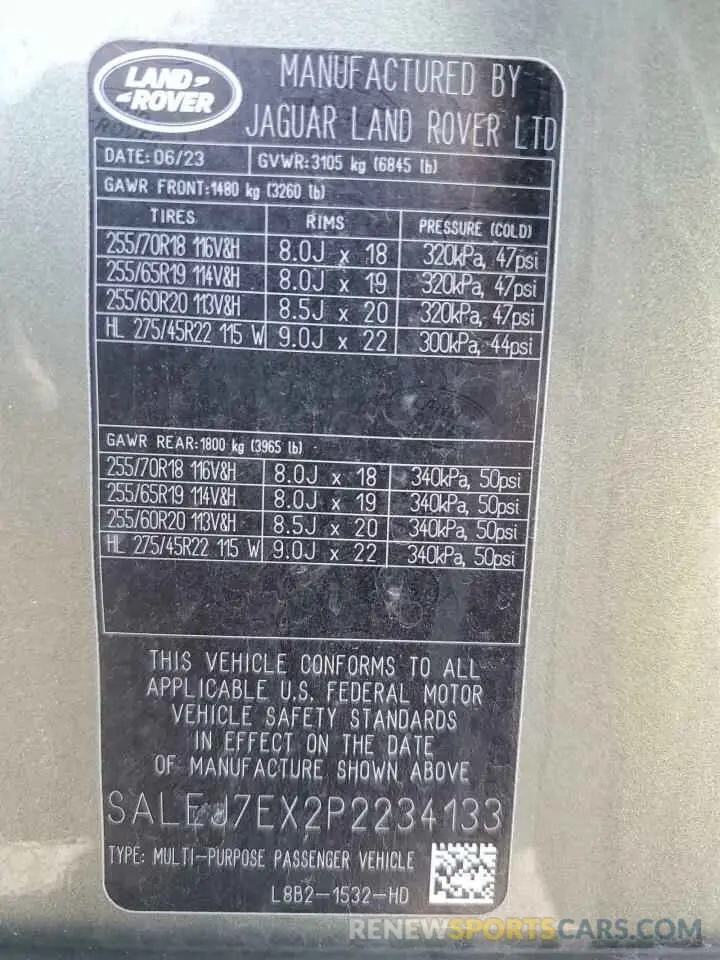 LAND ROVER
MANUFACTURED BY
JAGUAR LAND ROVER LTD
DATE: 06/23 GVWR: 3105 kg (6845 lb)
GAWR FRONT: 1480 kg (3260 lb)
TIRES RIMS PRESSURE (COLD)
255/70R18 116V&H 8.0J x 18 320kPa, 47psi
255/65R19 114V&H 8.0J x 19 320kPa, 47psi
255/60R20 113V&H 8.5J x 20 320kPa, 47psi
HL 275/45R22 115 W 9.0J x 22 300kPa, 44psi
GAWR REAR: 1800 kg (3965 lb)
255/70R18 116V&H 8.0J x 18 340kPa, 50psi
255/65R19 114V&H 8.0J x 19 340kPa, 50psi
255/60R20 113V&H 8.5J x 20 340kPa, 50psi
HL 275/45R22 115 W 9.0J x 22 340kPa, 50psi
THIS VEHICLE CONFORMS TO ALL
APPLICABLE U.S. FEDERAL MOTOR
VEHICLE SAFETY STANDARDS
IN EFFECT ON THE DATE
OF MANUFACTURE SHOWN ABOVE
SALEJ7EX2P2234133
TYPE: MULTI-PURPOSE PASSENGER VEHICLE
L8B2-1532-HD
RENEWSPORTSCARS.COM